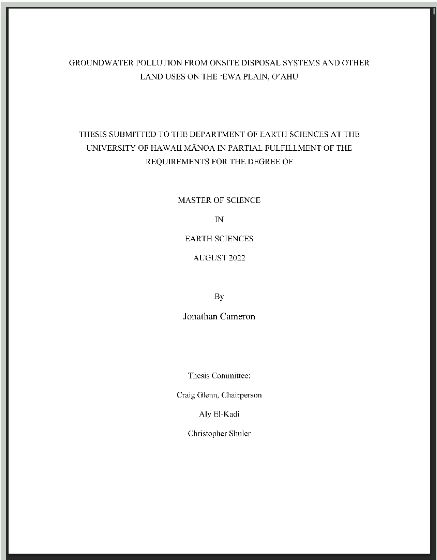 GROUNDWATER POLLUTION FROM ONSITE DISPOSAL SYSTEMS AND OTHER
LAND USES ON THE ʻEWA PLAIN, OʻAHU
THESIS SUBMITTED TO THE DEPARTMENT OF EARTH SCIENCES AT THE
UNIVERSITY OF HAWAII MĀNOA IN PARTIAL FULFILLMENT OF THE
REQUIREMENTS FOR THE DEGREE OF
MASTER OF SCIENCE
IN
EARTH SCIENCES
AUGUST 2022
By
Jonathan Cameron
Thesis Committee:
Craig Glenn, Chairperson
Aly El-Kadi
Christopher Shuler